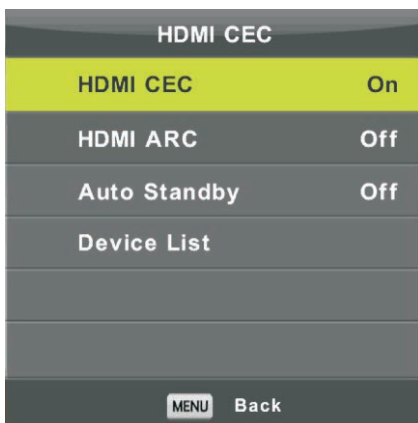 HDMI CEC
HDMI CEC On
HDMI ARC Off
Auto Standby Off
Device List
MENU Back